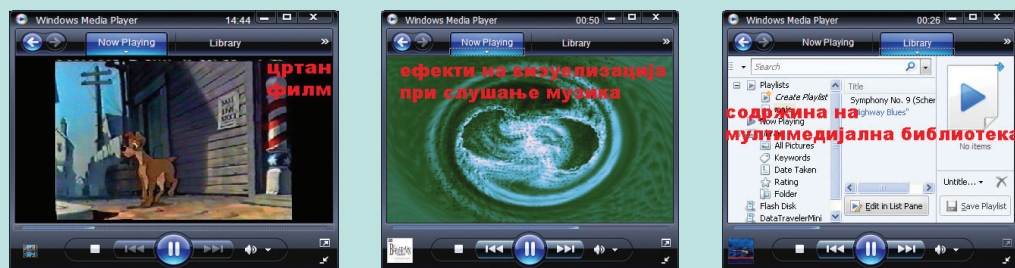 Windows Media Player 14:44
Now Playing Library »
цртан
филм
Windows Media Player 00:50
Now Playing Library »
ефекти на визуелизација
при слушање музика
Windows Media Player 00:26
Now Playing Library »
Search
Playlists
Create Playlist
Now Playing
All Pictures
Keywords
Date Taken
Rating
Folder
Flash Disk
DataTravelerMini
Title
Symphony No. 9 (Scher
"Highway Blues"
содржина на
мултимедијална библиотека
Edit in List Pane
No items
Untitle...
Save Playlist